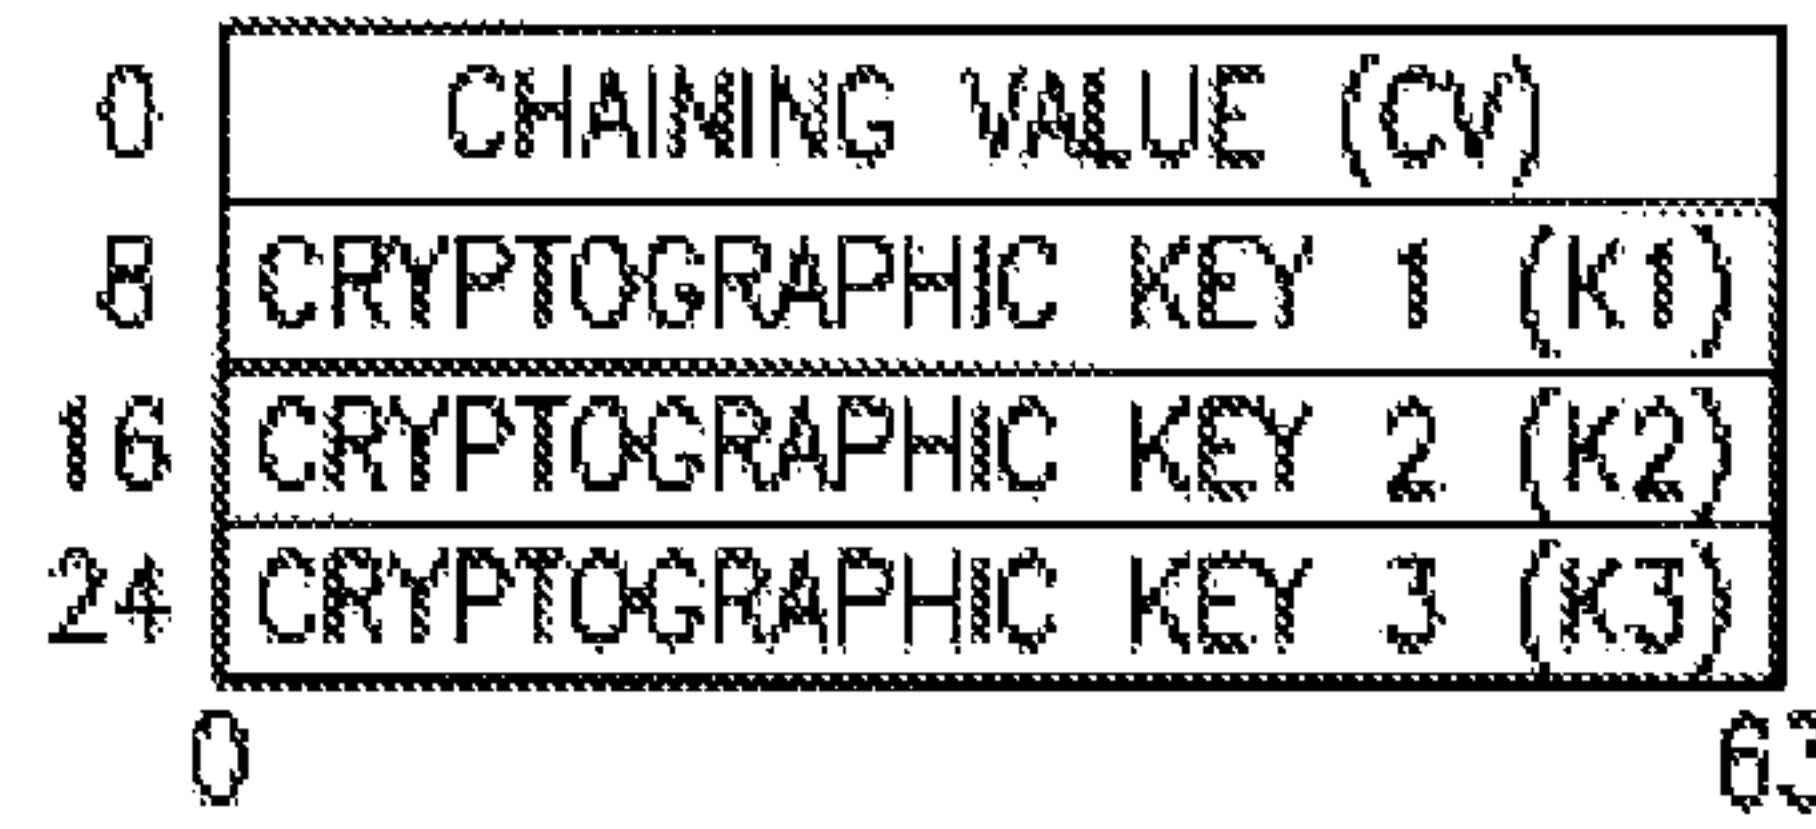 0 CHAINING VALUE (CV)
8 CRYPTOGRAPHIC KEY 1 (K1)
16 CRYPTOGRAPHIC KEY 2 (K2)
24 CRYPTOGRAPHIC KEY 3 (K3)
0 63